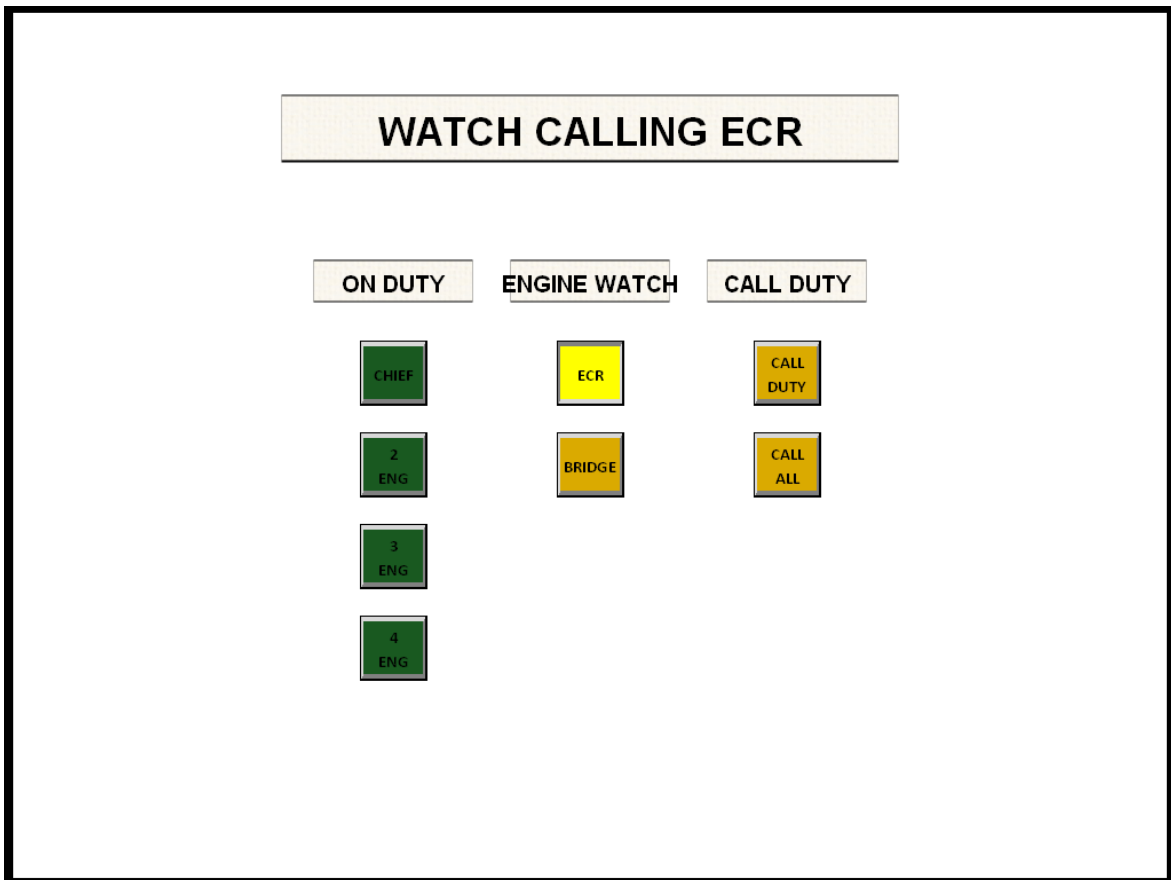 WATCH CALLING ECR
ON DUTY
ENGINE WATCH
CALL DUTY
CHIEF
ECR
CALL
DUTY
2
ENG
BRIDGE
CALL
ALL
3
ENG
4
ENG